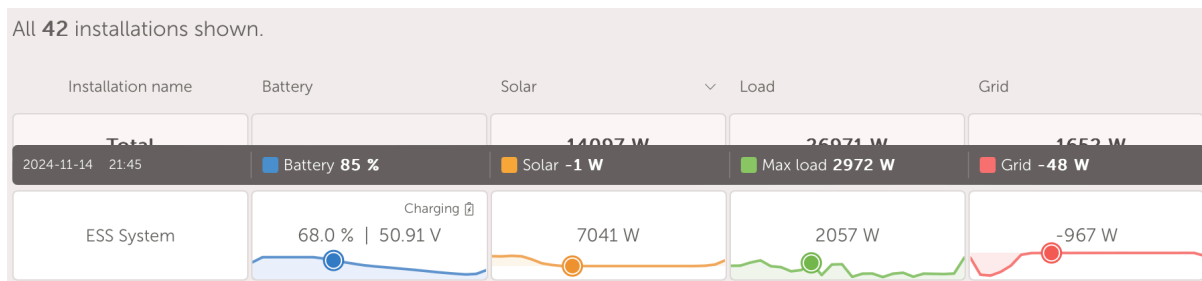 All 42 installations shown.
Installation name Battery Solar Load Grid
Total 14097 W 26971 W 1652 W
2024-11-14 21:45 Battery 85 % Solar -1 W Max load 2972 W Grid -48 W
Charging
ESS System 68.0 % | 50.91 V 7041 W 2057 W -967 W